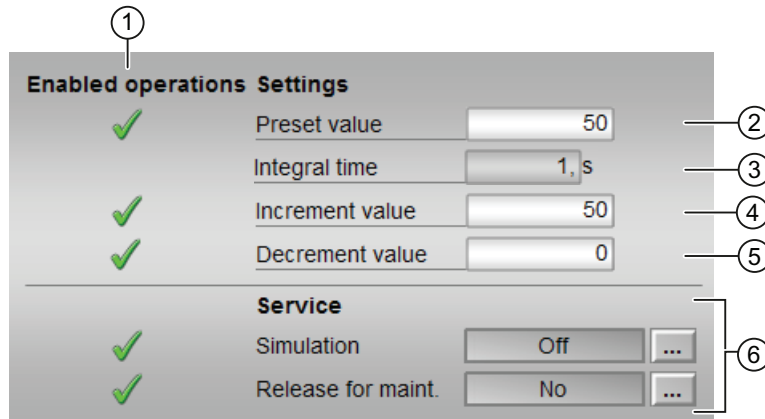 1
Enabled operations Settings
Preset value 50 2
Integral time 1, s 3
Increment value 50 4
Decrement value 0 5
Service
Simulation Off ...
6
Release for maint. No ...